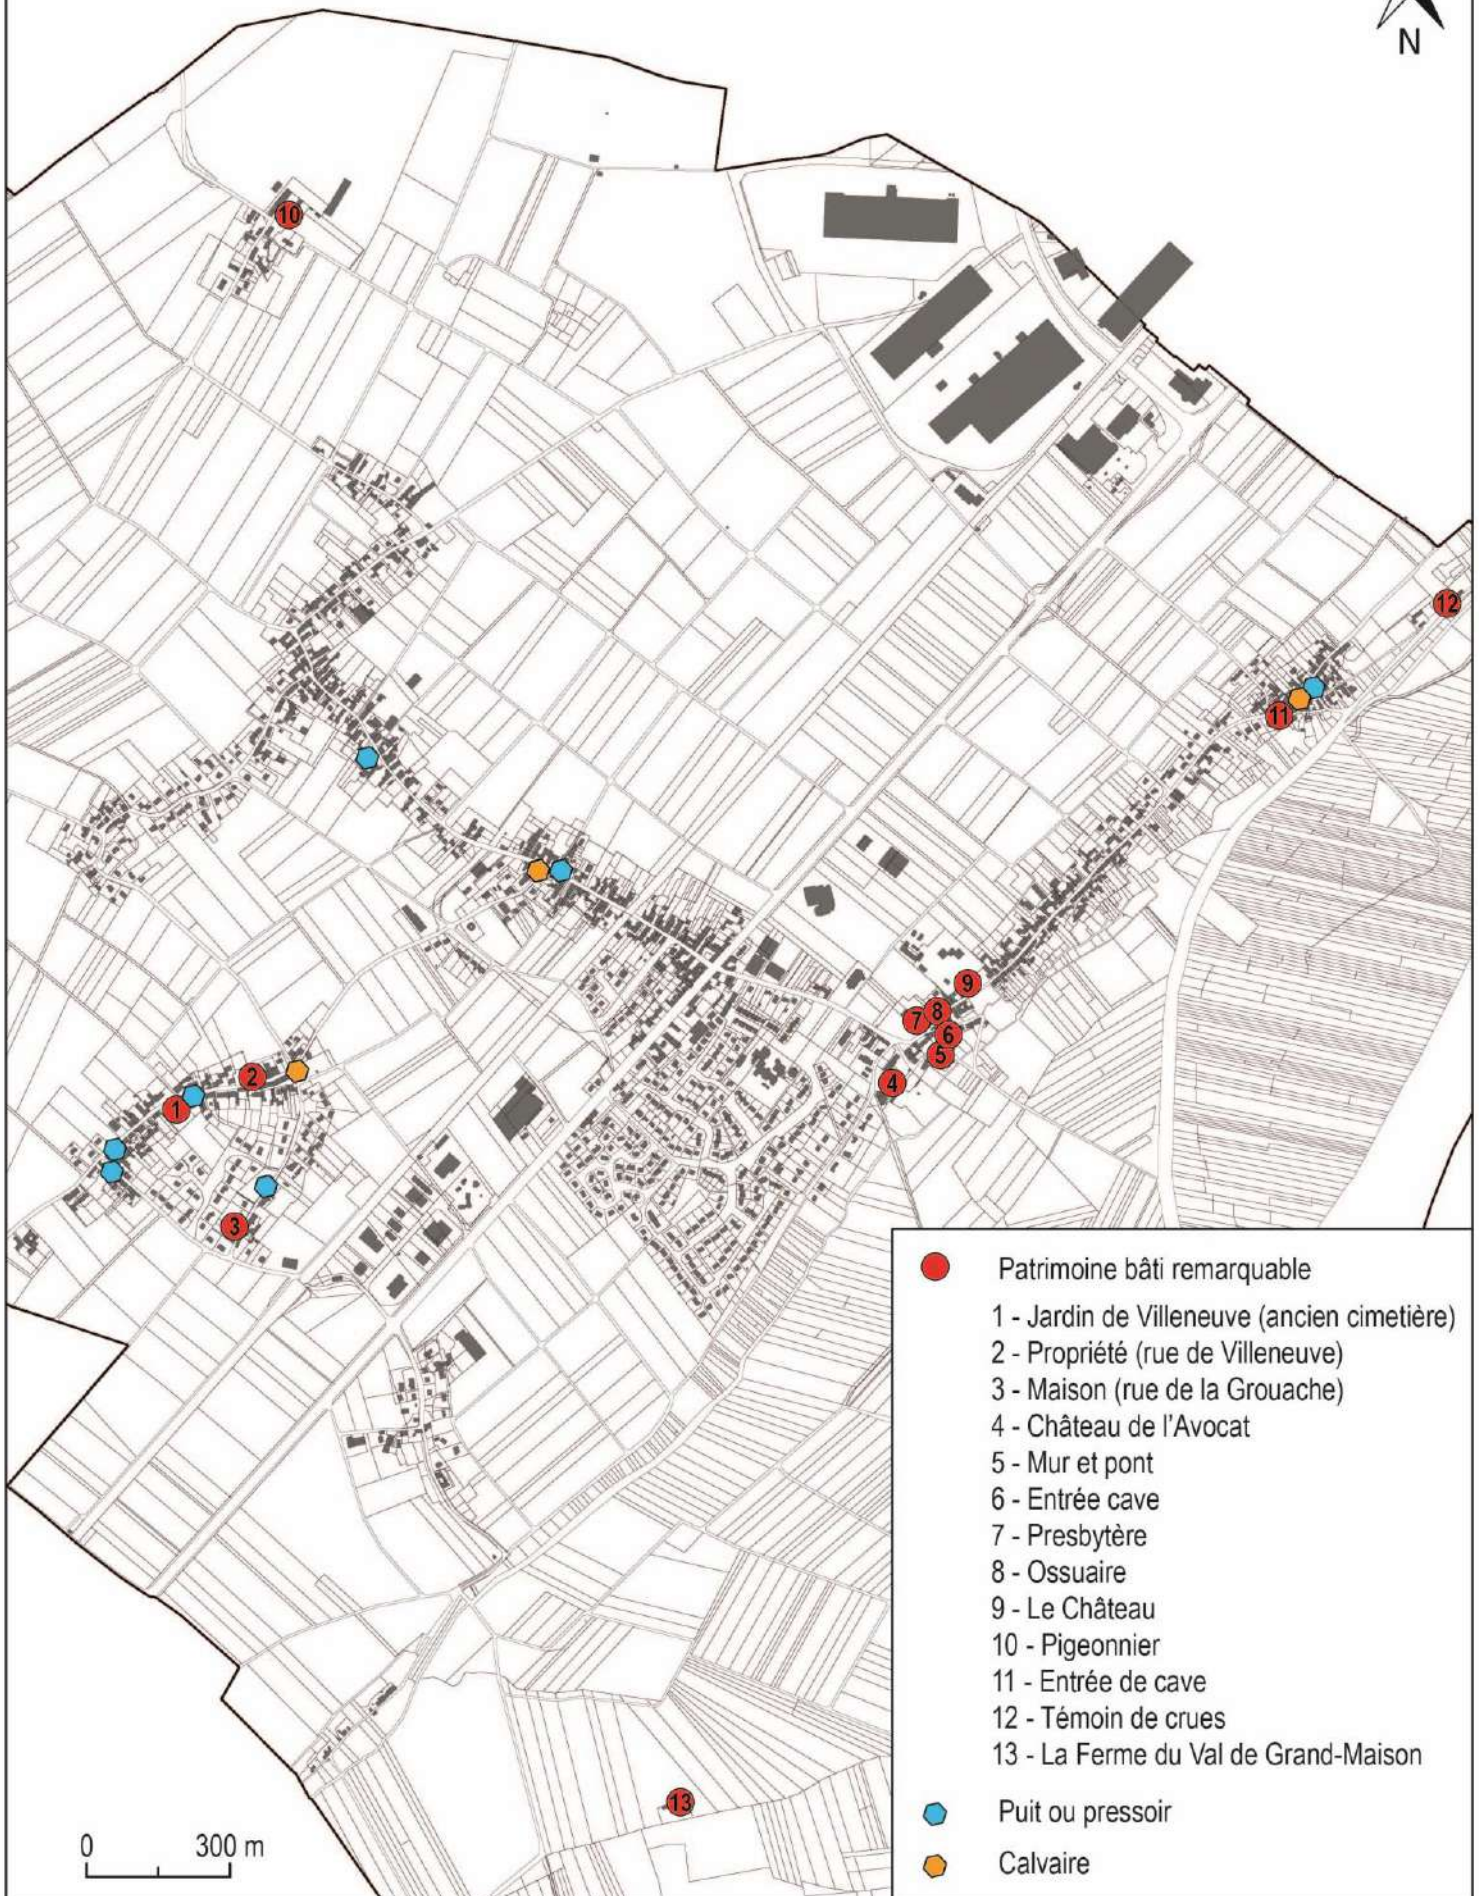 N
10
12
11
9
8
7
6
5
4
2
1
3
13
Patrimoine bâti remarquable
1 - Jardin de Villeneuve (ancien cimetière)
2 - Propriété (rue de Villeneuve)
3 - Maison (rue de la Grouache)
4 - Château de l'Avocat
5 - Mur et pont
6 - Entrée cave
7 - Presbytère
8 - Ossuaire
9 - Le Château
10 - Pigeonnier
11 - Entrée de cave
12 - Témoin de crues
13 - La Ferme du Val de Grand-Maison
Puit ou pressoir
Calvaire
0 300 m